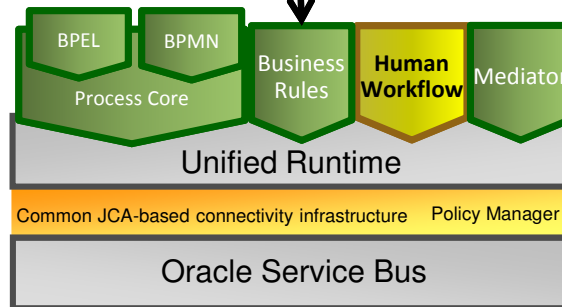 BPEL
BPMN
Process Core
Business
Rules
Human
Workflow
Mediator
Unified Runtime
Common JCA-based connectivity infrastructure
Policy Manager
Oracle Service Bus